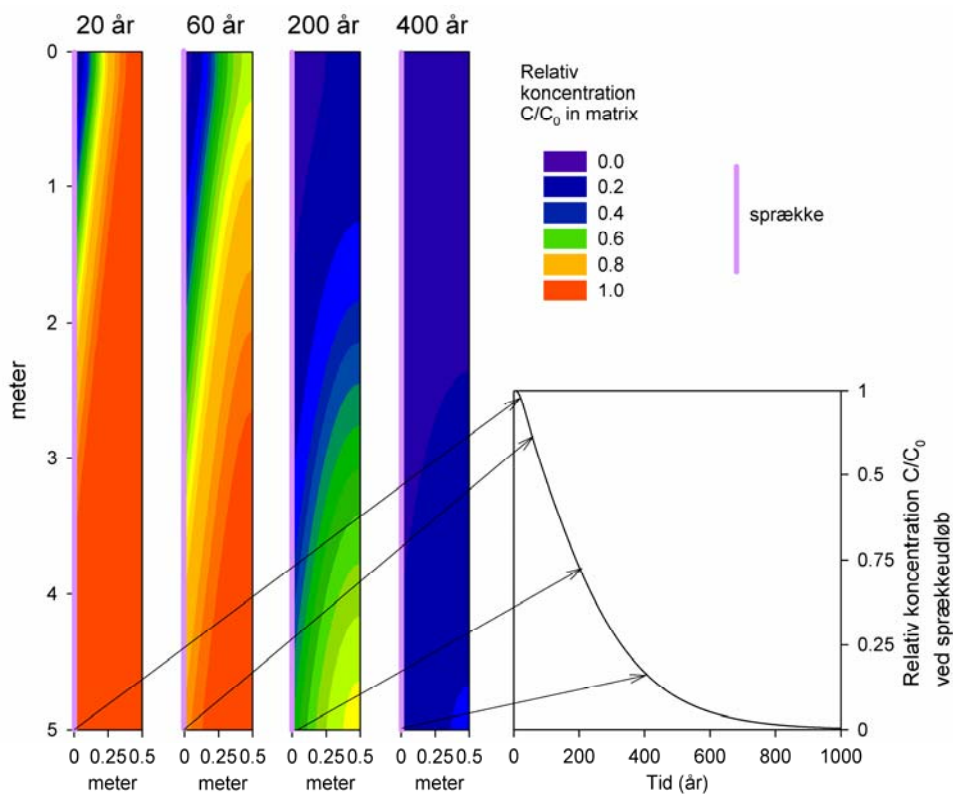 20 år 60 år 200 år 400 år
0
1
2
3
4
5
meter
0 0.25 0.5
meter
0 0.25 0.5
meter
0 0.25 0.5
meter
0 0.25 0.5
meter
Relativ
koncentration
C/C0 in matrix
0.0
0.2
0.4
0.6
0.8
1.0
sprække
1
0.5
0.75
0.25
0
Relativ koncentration C/C0
ved sprækkeudløb
0 200 400 600 800 1000
Tid (år)